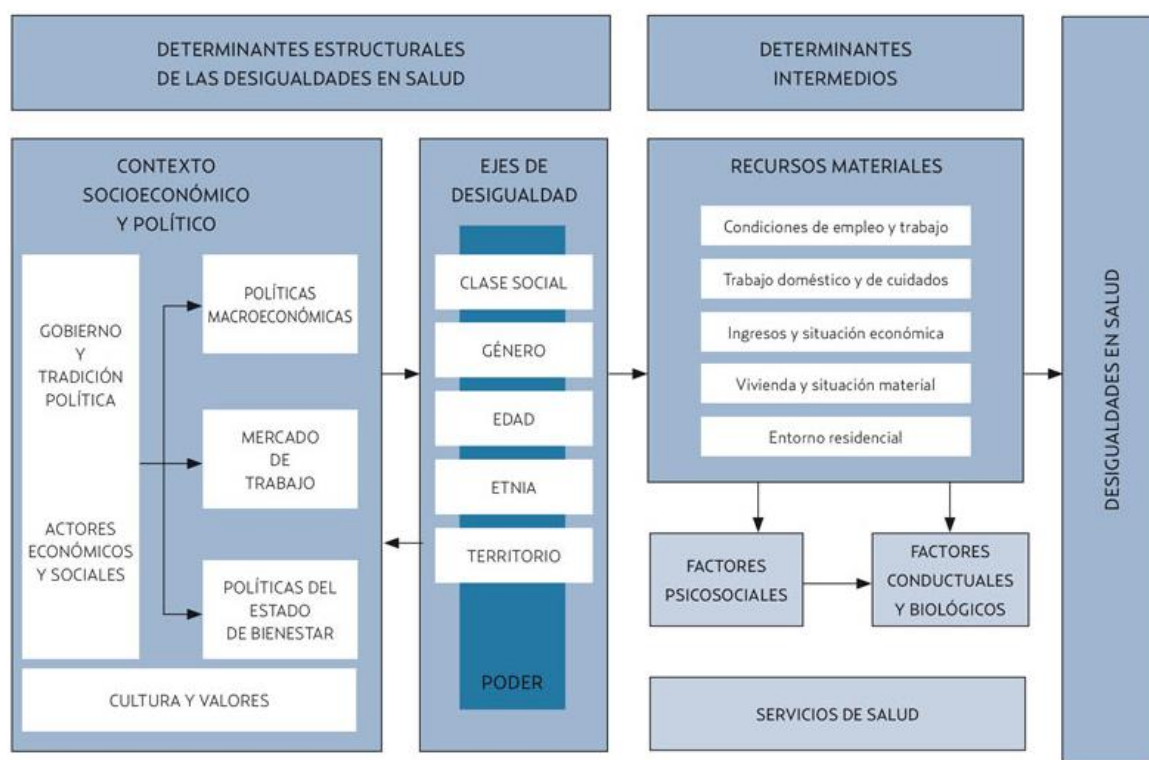 DETERMINANTES ESTRUCTURALES
DE LAS DESIGUALDADES EN SALUD
DETERMINANTES
INTERMEDIOS
CONTEXTO
SOCIOECONÓMICO
Y POLÍTICO
GOBIERNO
Y
TRADICIÓN
POLÍTICA
ACTORES
ECONÓMICOS
Y SOCIALES
POLÍTICAS
MACROECONÓMICAS
MERCADO
DE
TRABAJO
POLÍTICAS DEL
ESTADO
DE BIENESTAR
CULTURA Y VALORES
EJES DE
DESIGUALDAD
CLASE SOCIAL
GÉNERO
EDAD
ETNIA
TERRITORIO
PODER
RECURSOS MATERIALES
Condiciones de empleo y trabajo
Trabajo doméstico y de cuidados
Ingresos y situación económica
Vivienda y situación material
Entorno residencial
FACTORES
PSICOSOCIALES
FACTORES
CONDUCTUALES
Y BIOLÓGICOS
SERVICIOS DE SALUD
DESIGUALDADES EN SALUD